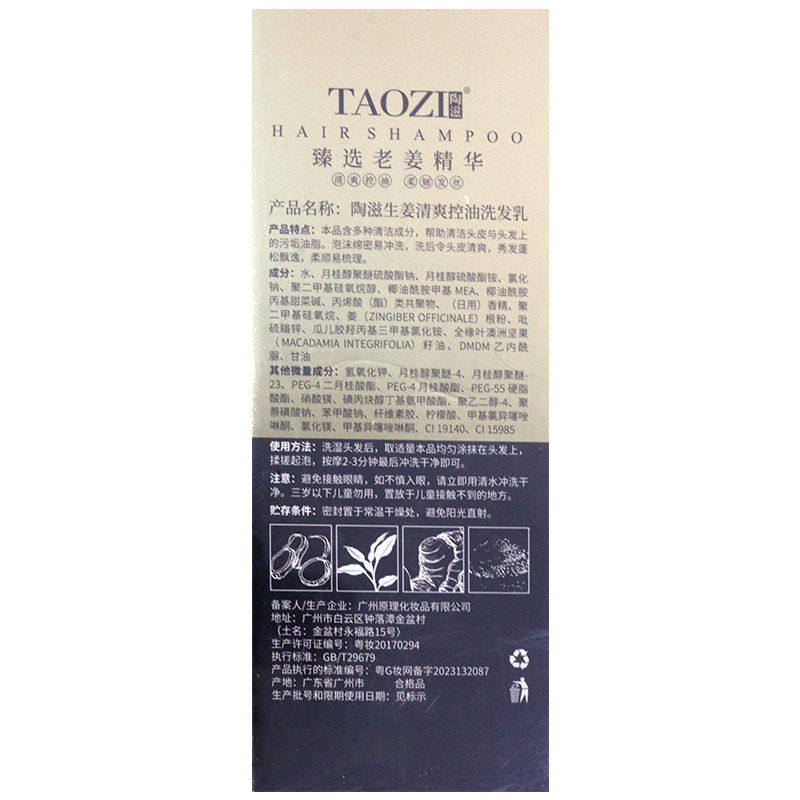 TAOZI陶滋®
HAIR SHAMPOO
臻选老姜精华
清爽控油 柔韧发丝
产品名称：陶滋生姜清爽控油洗发乳
产品特点：本品含多种清洁成分，帮助清洁头皮与头发上
的污垢油脂。泡沫绵密易冲洗，洗后令头皮清爽，秀发蓬
松飘逸，柔顺易梳理。
成分：水、月桂醇聚醚硫酸酯钠、月桂醇硫酸酯铵、氯化
钠、聚二甲基硅氧烷醇、椰油酰胺甲基 MEA、椰油酰胺
丙基甜菜碱、丙烯酸（酯）类共聚物、（日用）香精、聚
二甲基硅氧烷、姜（ZINGIBER OFFICINALE）根粉、吡
硫鎓锌、瓜儿胶羟丙基三甲基氯化铵、全缘叶澳洲坚果
（MACADAMIA INTEGRIFOLIA）籽油、DMDM 乙内酰
脲、甘油
其他微量成分：氢氧化钾、月桂醇聚醚-4、月桂醇聚醚-
23、PEG-4 二月桂酸酯、PEG-4 月桂酸酯、PEG-55 硬脂
酸酯、硝酸镁、碘丙炔醇丁基氨甲酸酯、聚乙二醇-4、聚
萘磺酸钠、苯甲酸钠、纤维素胶、柠檬酸、甲基氯异噻唑
啉酮、氯化镁、甲基异噻唑啉酮、CI 19140、CI 15985
使用方法：洗湿头发后，取适量本品均匀涂抹在头发上，
揉搓起泡，按摩2-3分钟最后冲洗干净即可。
注意：避免接触眼睛，如不慎入眼，请立即用清水冲洗干
净。三岁以下儿童勿用，置放于儿童接触不到的地方。
贮存条件：密封置于常温干燥处，避免阳光直射。
备案人/生产企业：广州原理化妆品有限公司
地址：广州市白云区钟落潭金盆村
（土名：金盆村永福路15号）
生产许可证编号：粤妆20170294
执行标准：GB/T29679
产品执行的标准编号：粤G妆网备字2023132087
产地：广东省广州市 合格品
生产批号和限期使用日期：见标示